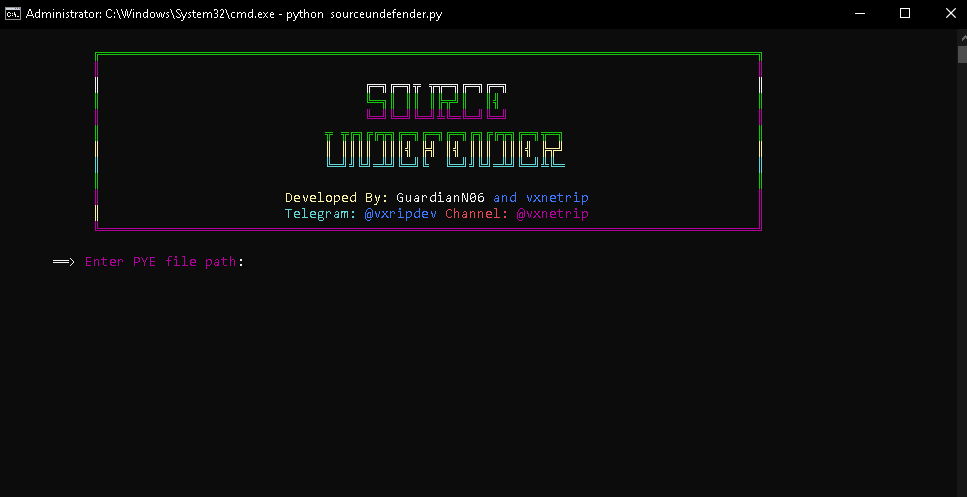 Administrator: C:\Windows\System32\cmd.exe - python sourceundefender.py
SOURCE
UNDEFENDER
Developed By: GuardianN06 and vxnetrip
Telegram: @vxripdev Channel: @vxnetrip
══> Enter PYE file path: